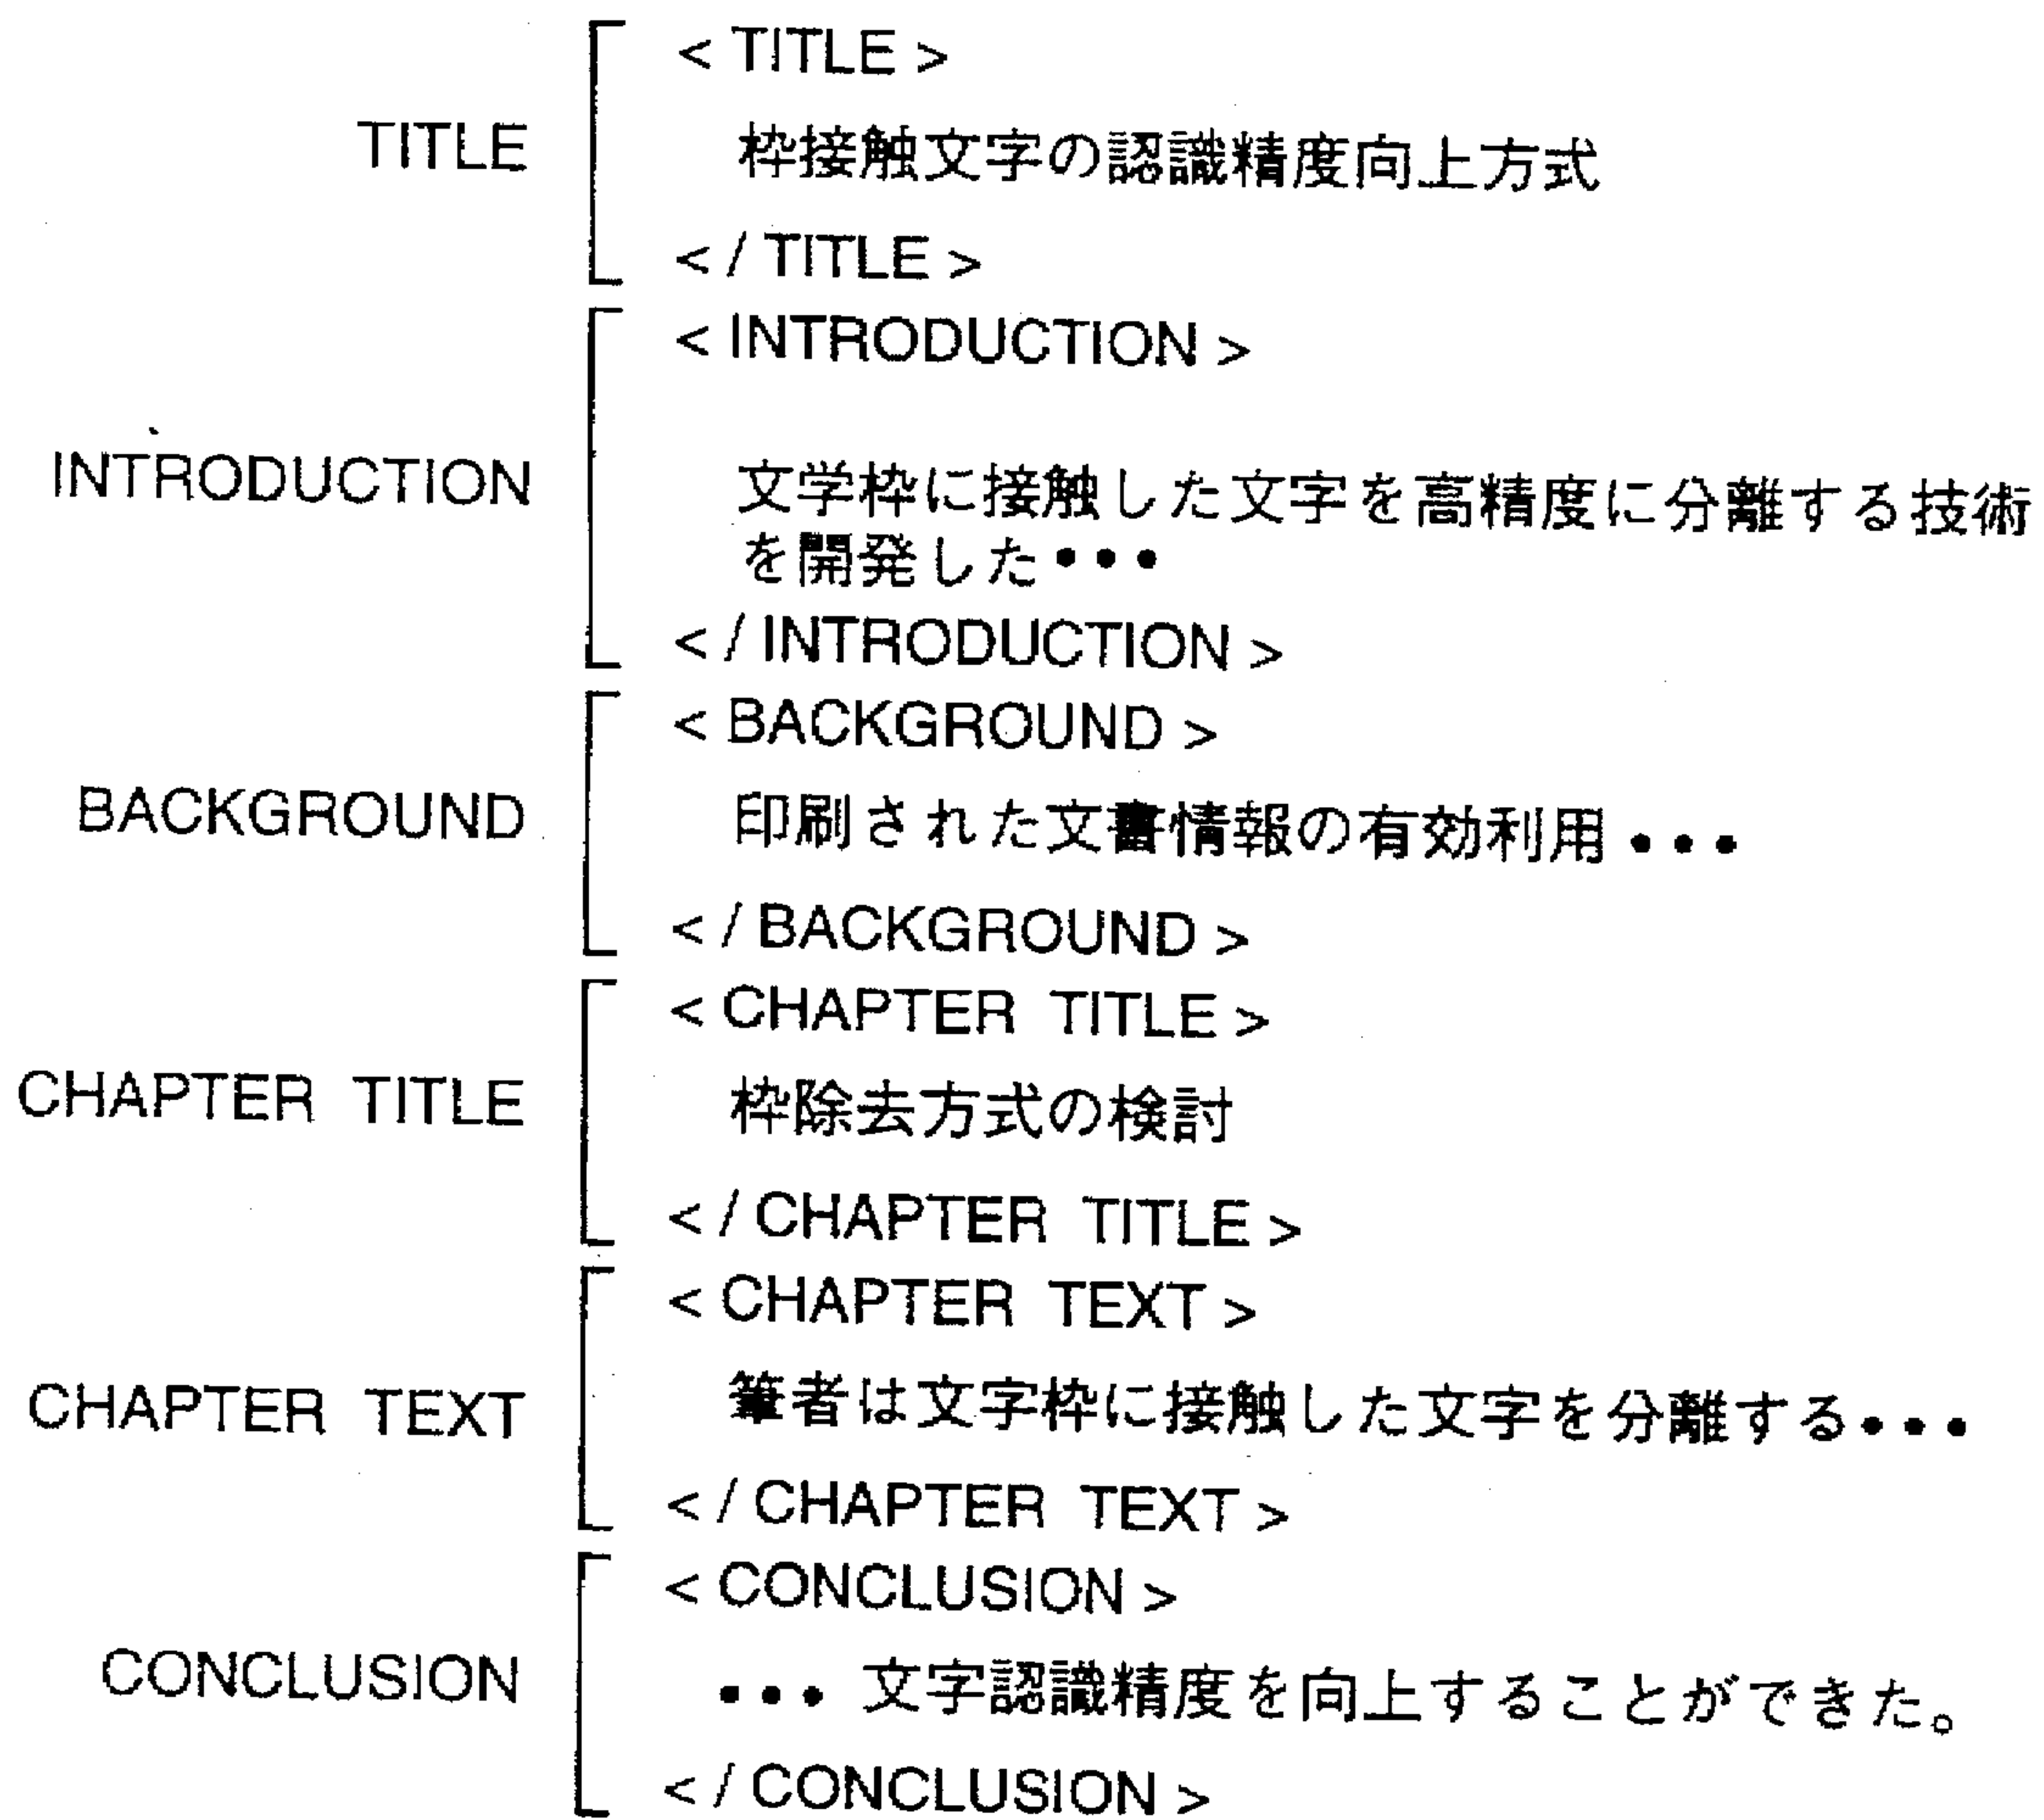 < TITLE >
TITLE
枠接触文字の認識精度向上方式
< / TITLE >
< INTRODUCTION >
INTRODUCTION
文学枠に接触した文字を高精度に分離する技術
を開発した•••
< / INTRODUCTION >
< BACKGROUND >
BACKGROUND
印刷された文書情報の有効利用•••
< / BACKGROUND >
< CHAPTER TITLE >
CHAPTER TITLE
枠除去方式の検討
< / CHAPTER TITLE >
< CHAPTER TEXT >
CHAPTER TEXT
筆者は文字枠に接触した文字を分離する•••
< / CHAPTER TEXT >
< CONCLUSION >
CONCLUSION
••• 文字認識精度を向上することができた。
< / CONCLUSION >